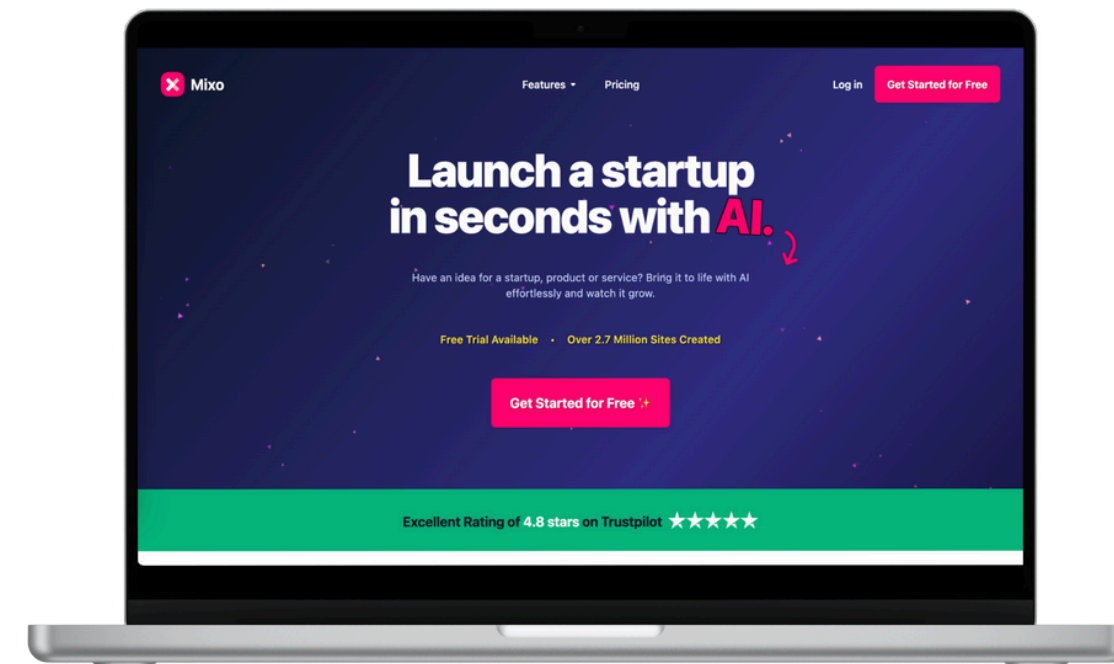 Mixo
Features
Pricing
Log in
Get Started for Free
Launch a startup
in seconds with AI.
Have an idea for a startup, product or service? Bring it to life with AI
effortlessly and watch it grow.
Free Trial Available • Over 2.7 Million Sites Created
Get Started for Free ✨
Excellent Rating of 4.8 stars on Trustpilot ★★★★★